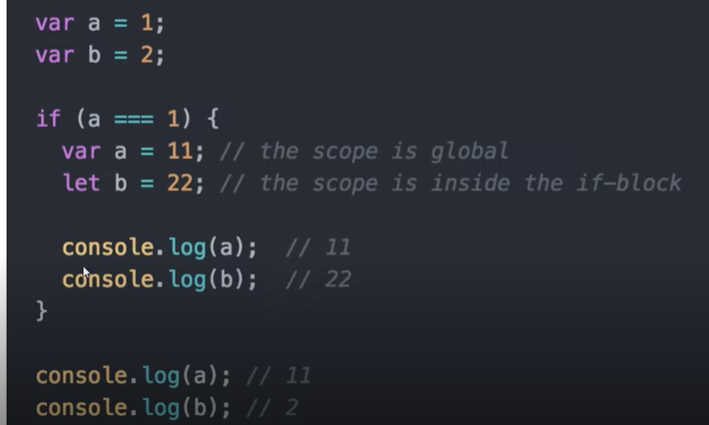 var a = 1;
var b = 2;
if (a === 1) {
var a = 11; // the scope is global
let b = 22; // the scope is inside the if-block
console.log(a); // 11
console.log(b); // 22
}
console.log(a); // 11
console.log(b); // 2